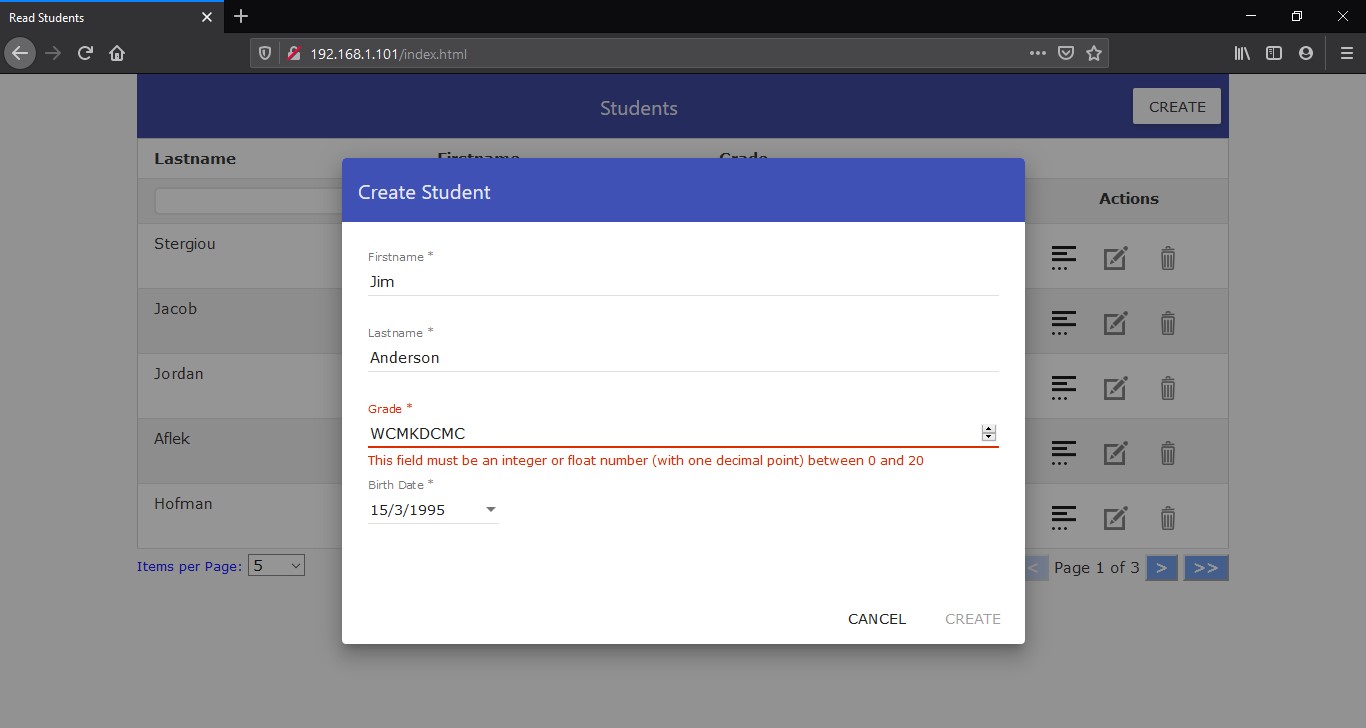 Read Students
192.168.1.101/index.html
Students
CREATE
Lastname Firstname Grade
Actions
Stergiou
Jacob
Jordan
Aflek
Hofman
Items per Page: 5
< Page 1 of 3 > >>
Create Student
Firstname *
Jim
Lastname *
Anderson
Grade *
WCMKDCMC
This field must be an integer or float number (with one decimal point) between 0 and 20
Birth Date *
15/3/1995
CANCEL CREATE